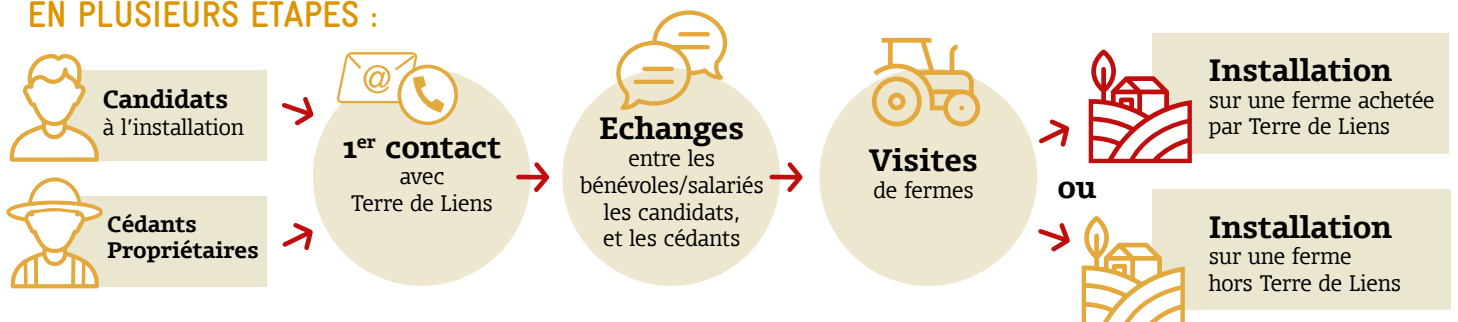 EN PLUSIEURS ETAPES :
Candidats
à l'installation
Cédants
Propriétaires
@
1er contact
avec
Terre de Liens
Echanges
entre les
bénévoles/salariés
les candidats,
et les cédants
Visites
de fermes
Installation
sur une ferme achetée
par Terre de Liens
ou
Installation
sur une ferme
hors Terre de Liens